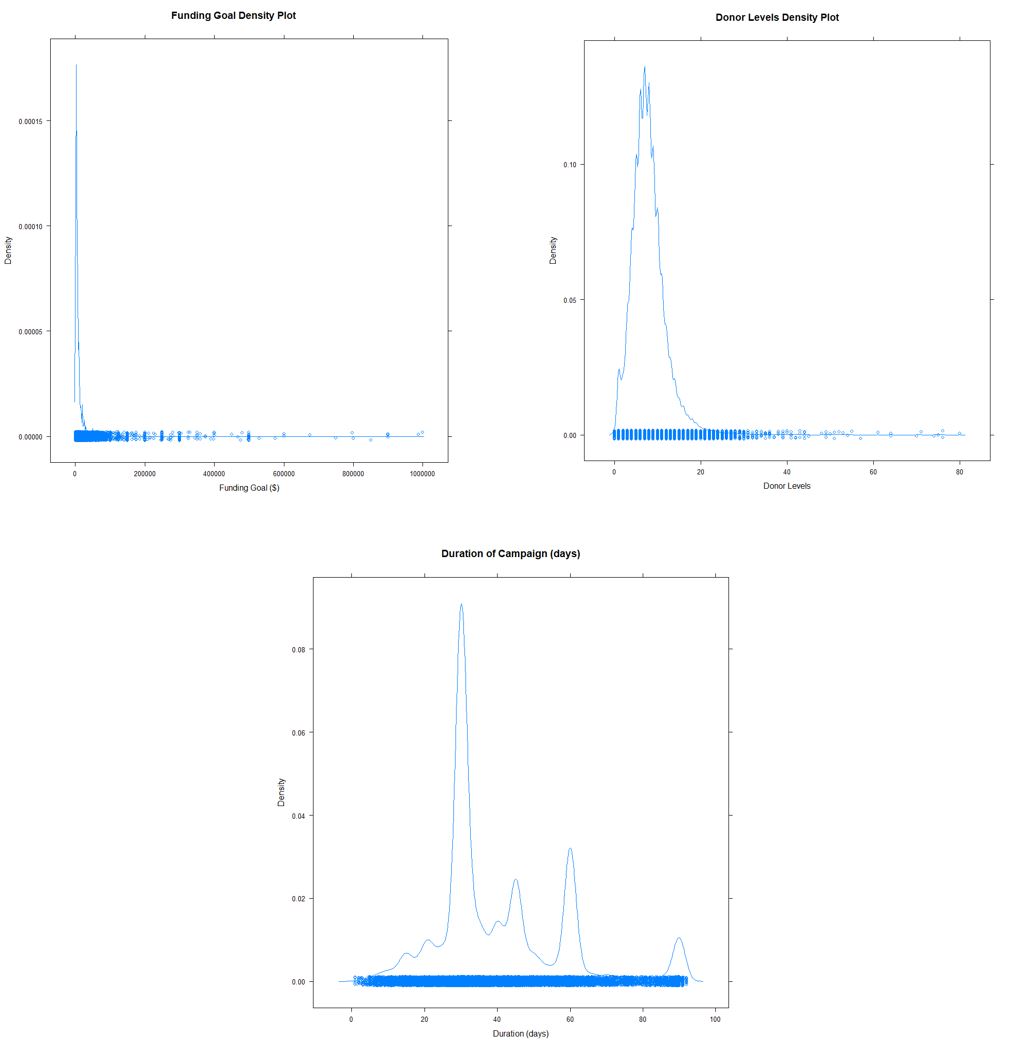 Funding Goal Density Plot
0.00015
0.00010
0.00005
0.00000
Density
0 200000 400000 600000 800000 1000000
Funding Goal ($)
Donor Levels Density Plot
0.10
0.05
0.00
Density
0 20 40 60 80
Donor Levels
Duration of Campaign (days)
0.08
0.06
0.04
0.02
0.00
Density
0 20 40 60 80 100
Duration (days)